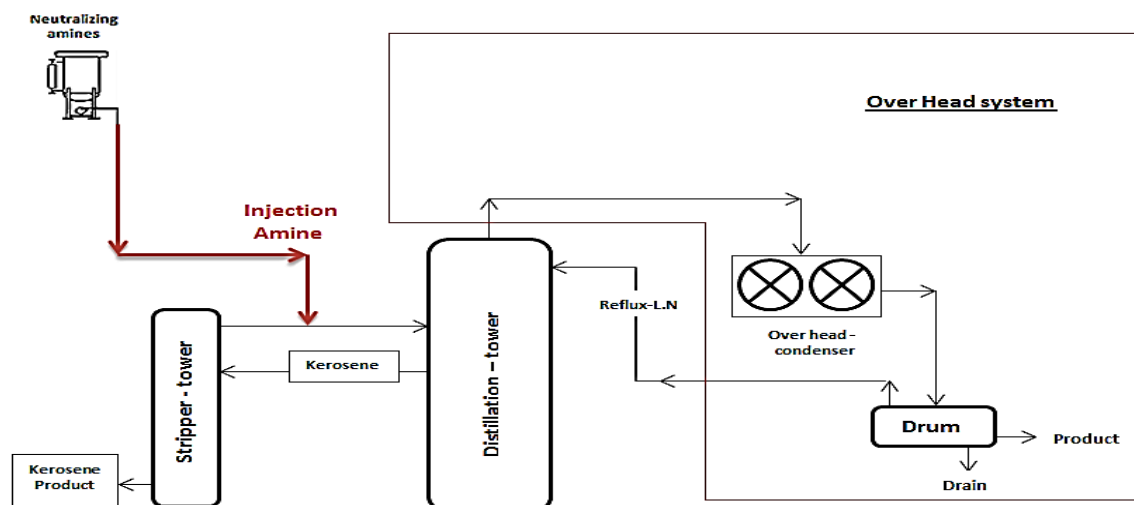 Neutralizing
amines
Over Head system
Injection
Amine
Reflux-L.N
Over head -
condenser
Kerosene
Stripper - tower
Distillation – tower
Drum
Product
Kerosene
Product
Drain